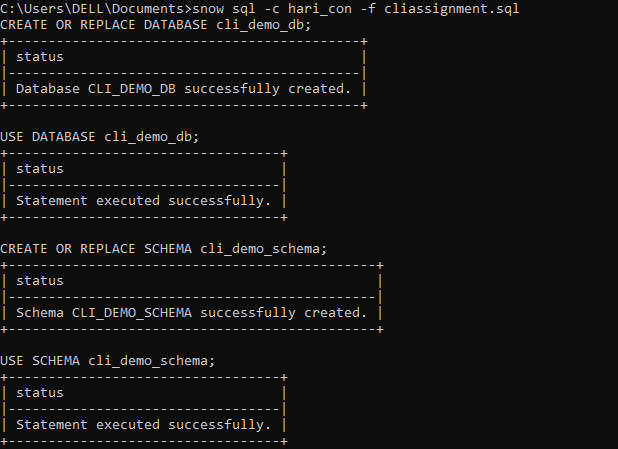 C:\Users\DELL\Documents>snow sql -c hari_con -f cliassignment.sql
CREATE OR REPLACE DATABASE cli_demo_db;
+--------------------------------------------+
| status                                     |
|--------------------------------------------|
| Database CLI_DEMO_DB successfully created. |
+--------------------------------------------+

USE DATABASE cli_demo_db;
+----------------------------------+
| status                           |
|----------------------------------|
| Statement executed successfully. |
+----------------------------------+

CREATE OR REPLACE SCHEMA cli_demo_schema;
+----------------------------------------------+
| status                                       |
|----------------------------------------------|
| Schema CLI_DEMO_SCHEMA successfully created. |
+----------------------------------------------+

USE SCHEMA cli_demo_schema;
+----------------------------------+
| status                           |
|----------------------------------|
| Statement executed successfully. |
+----------------------------------+